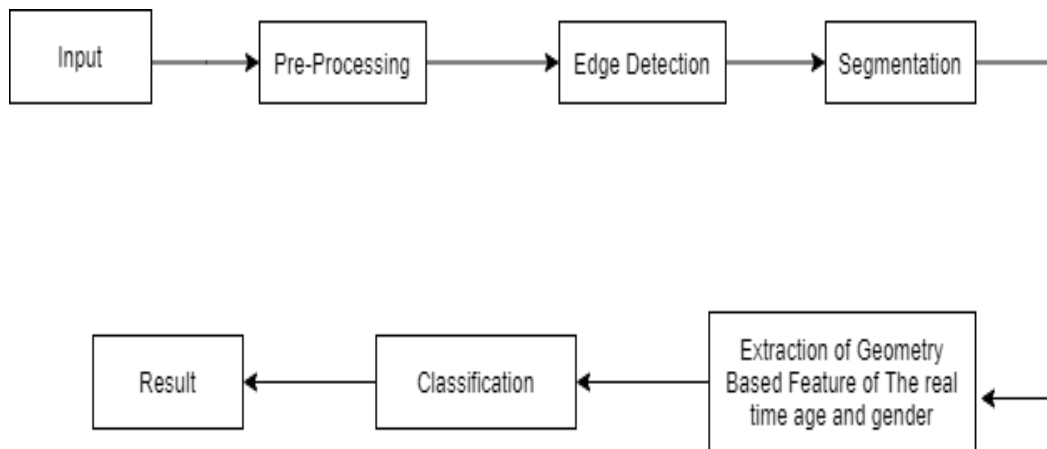 Input
Pre-Processing
Edge Detection
Segmentation
Extraction of Geometry
Based Feature of The real
time age and gender
Classification
Result